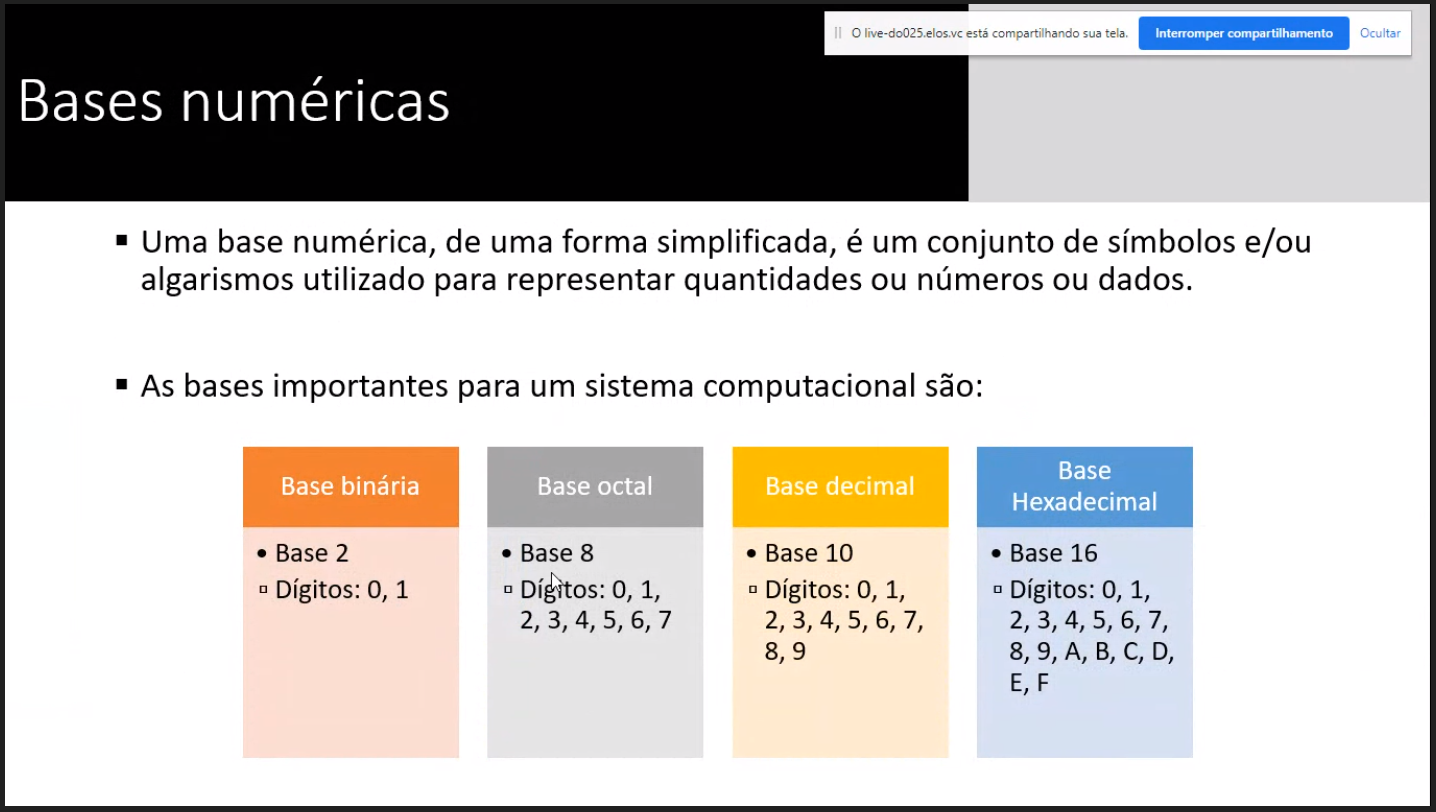 O live-do025.elos.vc está compartilhando sua tela.
Interromper compartilhamento
Ocultar
Bases numéricas
▪ Uma base numérica, de uma forma simplificada, é um conjunto de símbolos e/ou
algarismos utilizado para representar quantidades ou números ou dados.
▪ As bases importantes para um sistema computacional são:
Base binária
• Base 2
▫ Dígitos: 0, 1
Base octal
• Base 8
▫ Dígitos: 0, 1,
2, 3, 4, 5, 6, 7
Base decimal
• Base 10
▫ Dígitos: 0, 1,
2, 3, 4, 5, 6, 7,
8, 9
Base
Hexadecimal
• Base 16
▫ Dígitos: 0, 1,
2, 3, 4, 5, 6, 7,
8, 9, A, B, C, D,
E, F